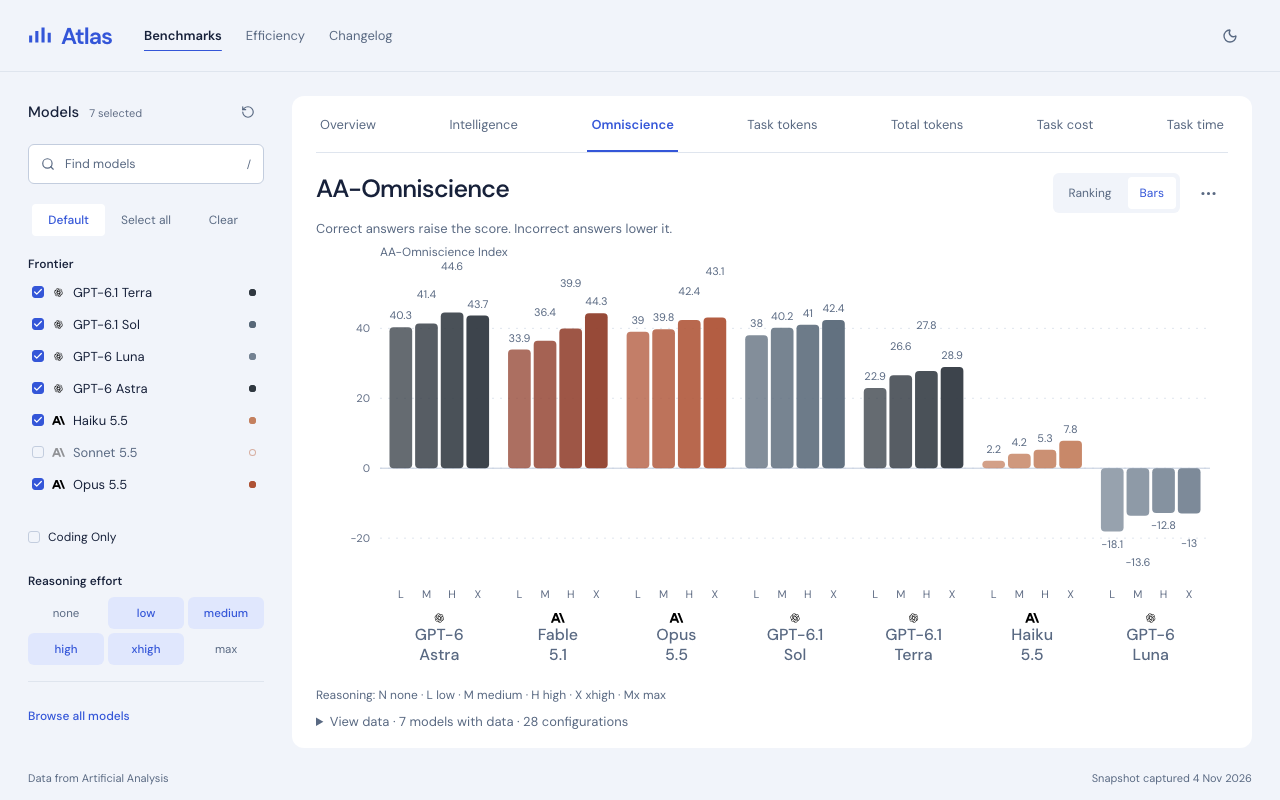 Atlas
Benchmarks
Efficiency
Changelog
Models 7 selected
Find models /
Default
Select all
Clear
Frontier
GPT-6.1 Terra
GPT-6.1 Sol
GPT-6 Luna
GPT-6 Astra
Haiku 5.5
Sonnet 5.5
Opus 5.5
Coding Only
Reasoning effort
none low medium
high xhigh max
Browse all models
Overview Intelligence Omniscience Task tokens Total tokens Task cost Task time
AA-Omniscience
Ranking Bars
Correct answers raise the score. Incorrect answers lower it.
AA-Omniscience Index
40
20
0
−20
40.3 41.4 44.6 43.7
33.9 36.4 39.9 44.3
39 39.8 42.4 43.1
38 40.2 41 42.4
22.9 26.6 27.8 28.9
2.2 4.2 5.3 7.8
−18.1 −13.6 −12.8 −13
L M H X L M H X L M H X L M H X L M H X L M H X L M H X
GPT-6
Astra
Fable
5.1
Opus
5.5
GPT-6.1
Sol
GPT-6.1
Terra
Haiku
5.5
GPT-6
Luna
Reasoning: N none · L low · M medium · H high · X xhigh · Mx max
View data · 7 models with data · 28 configurations
Data from Artificial Analysis
Snapshot captured 4 Nov 2026